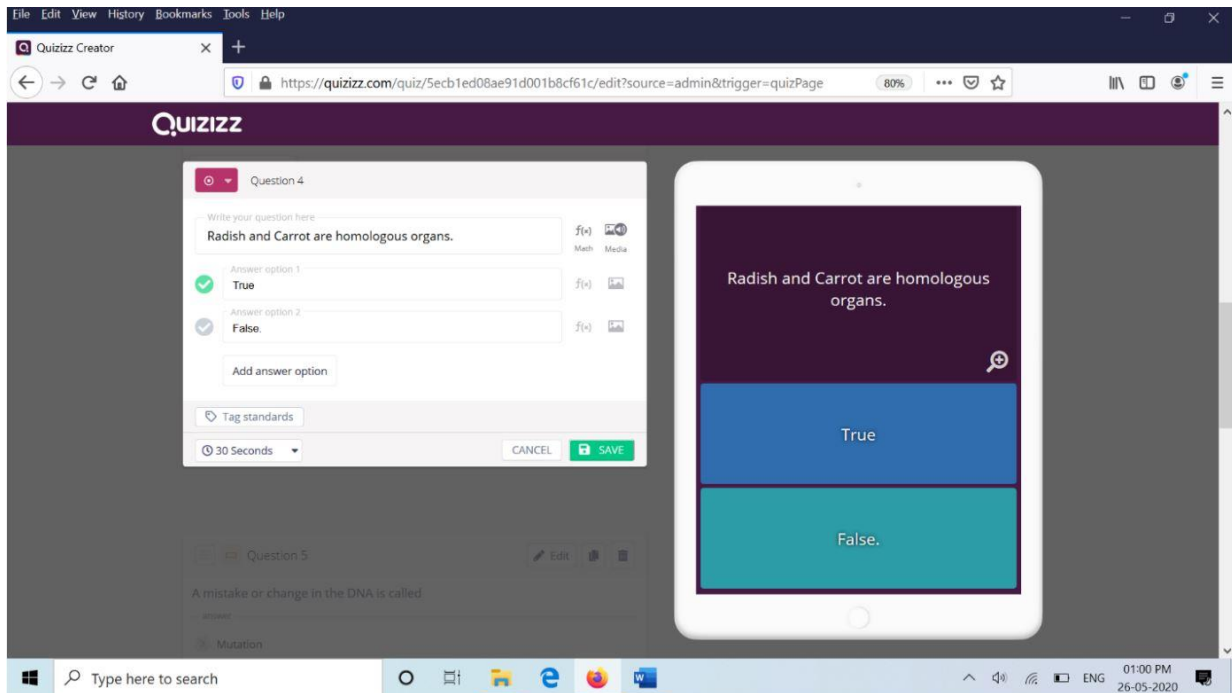 File Edit View History Bookmarks Tools Help
Quizizz Creator
https://quizizz.com/quiz/5ecb1ed08ae91d001b8cf61c/edit?source=admin&trigger=quizPage 80%
QUIZIZZ
Question 4
Write your question here
Radish and Carrot are homologous organs.
f(x)
Math Media
Answer option 1
True
f(x)
Answer option 2
False.
f(x)
Add answer option
Tag standards
30 Seconds CANCEL SAVE
Question 5 Edit
A mistake or change in the DNA is called
answer
Mutation
Radish and Carrot are homologous
organs.
True
False.
Type here to search
ENG
01:00 PM
26-05-2020